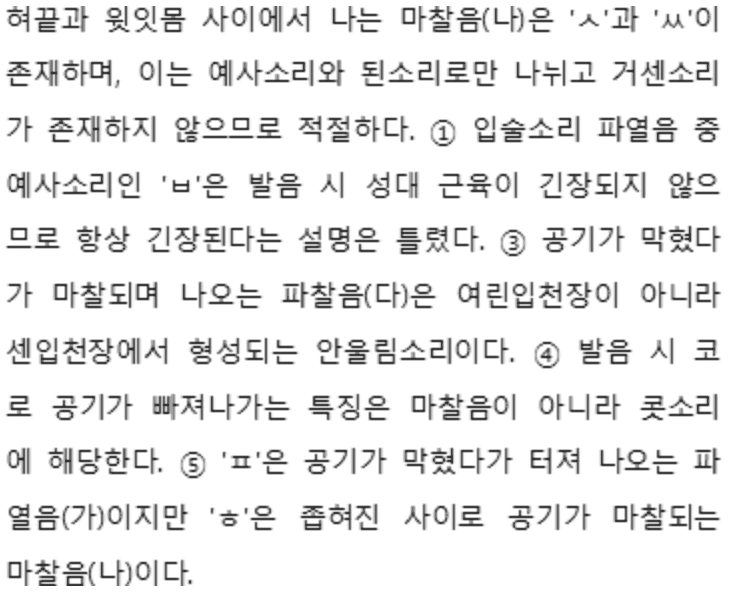 혀끝과 윗잇몸 사이에서 나는 마찰음(나)은 'ㅅ'과 'ㅆ'이
존재하며, 이는 예사소리와 된소리로만 나뉘고 거센소리
가 존재하지 않으므로 적절하다. ① 입술소리 파열음 중
예사소리인 'ㅂ'은 발음 시 성대 근육이 긴장되지 않으
므로 항상 긴장된다는 설명은 틀렸다. ③ 공기가 막혔다
가 마찰되며 나오는 파찰음(다)은 여린입천장이 아니라
센입천장에서 형성되는 안울림소리이다. ④ 발음 시 코
로 공기가 빠져나가는 특징은 마찰음이 아니라 콧소리
에 해당한다. ⑤ 'ㅍ'은 공기가 막혔다가 터져 나오는 파
열음(가)이지만 'ㅎ'은 좁혀진 사이로 공기가 마찰되는
마찰음(나)이다.